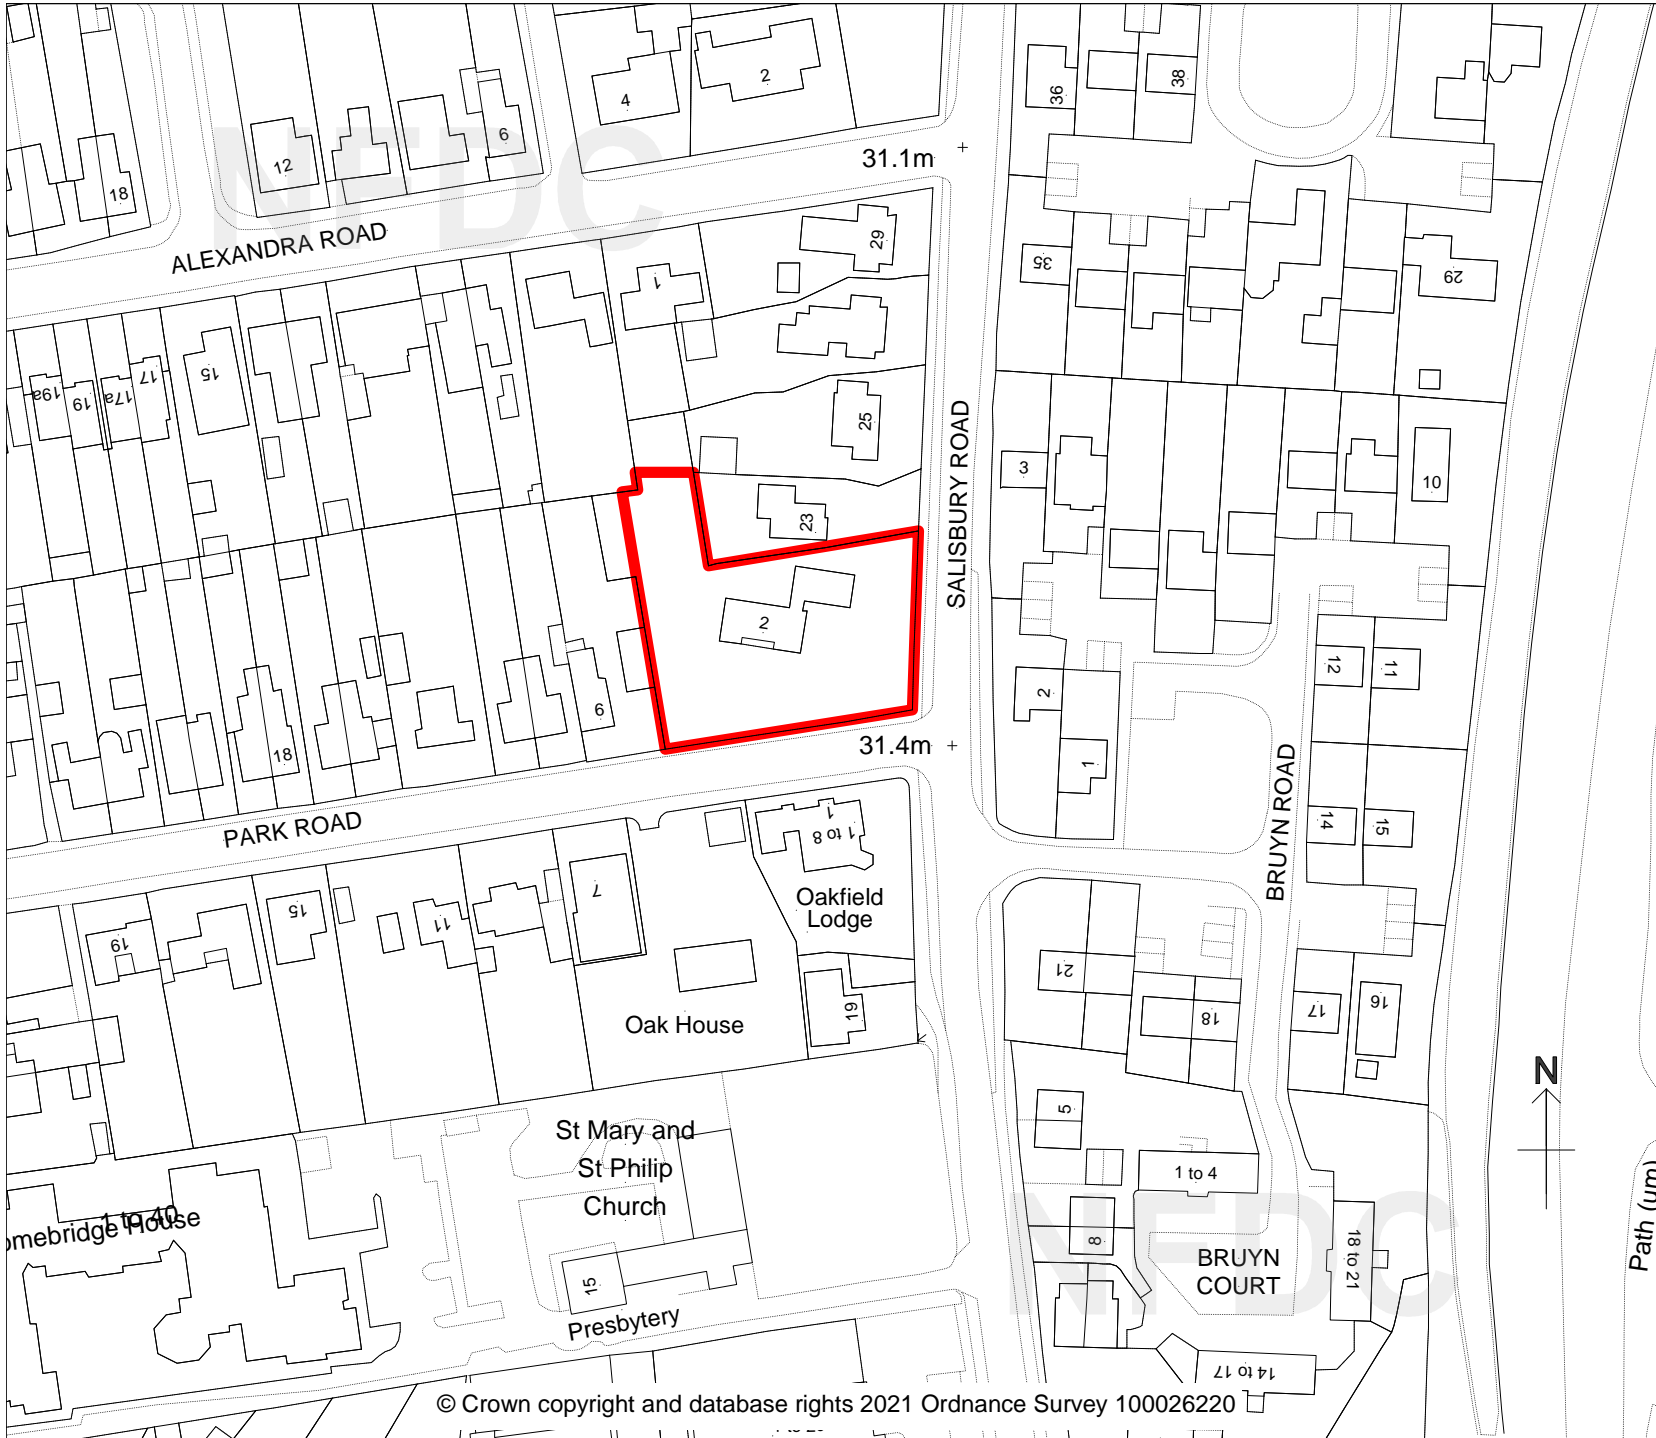 2
4
38
36
6
12
18
NFDC
31.1m
ALEXANDRA ROAD
29
35
29
1
15
17
17a
19
19a
25
SALISBURY ROAD
3
10
23
2
12
11
2
6
18
31.4m
1
BRUYN ROAD
14
15
PARK ROAD
1
1 to 8
Oakfield
Lodge
7
15
11
19
21
18
17
16
19
Oak House
N
5
St Mary and
St Philip
Church
1 to 4
1 to 40
omebridge House
8
18 to 21
NFDC
BRUYN
COURT
Path (um)
15
Presbytery
14 to 17
© Crown copyright and database rights 2021 Ordnance Survey 100026220